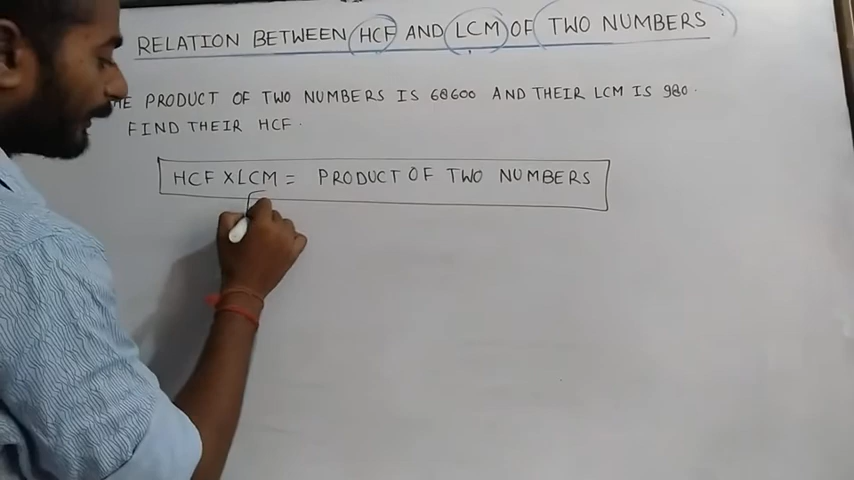 RELATION BETWEEN HCF AND LCM OF TWO NUMBERS
THE PRODUCT OF TWO NUMBERS IS 68600 AND THEIR LCM IS 980.
FIND THEIR HCF.
HCF X LCM = PRODUCT OF TWO NUMBERS